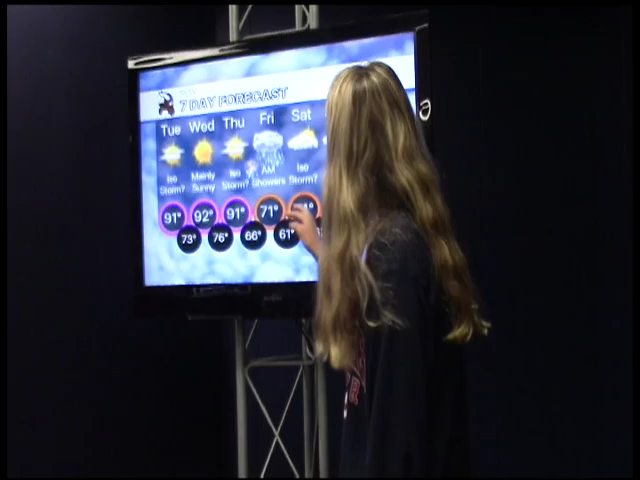 7 DAY FORECAST
Tue Wed Thu Fri Sat
Iso Storm? Mainly Sunny Iso Storm? AM Showers Iso Storm?
91° 92° 91° 71°
73° 76° 66° 61°